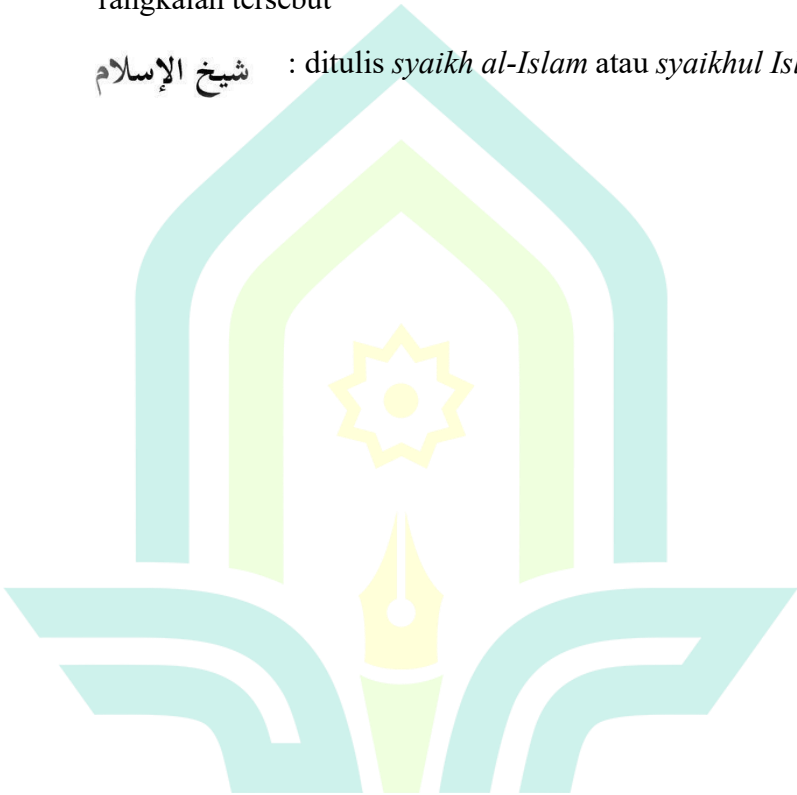 rangkaian tersebut
شيخ الإسلام : ditulis syaikh al-Islam atau syaikhul